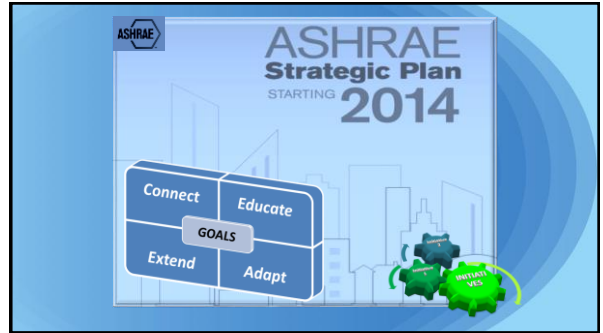 ASHRAE
ASHRAE
Strategic Plan
STARTING 2014
Connect
Educate
GOALS
Extend
Adapt
INITIATI
VES